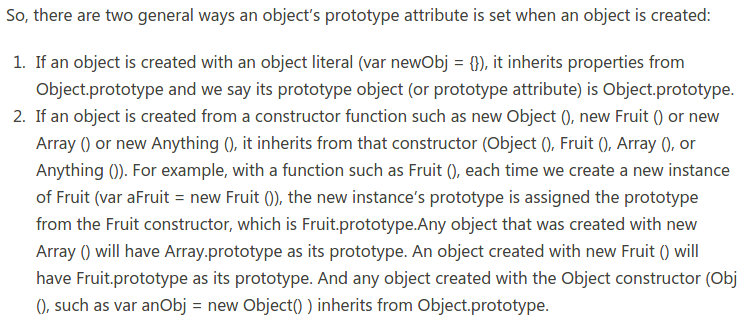 So, there are two general ways an object’s prototype attribute is set when an object is created:
1. If an object is created with an object literal (var newObj = {}), it inherits properties from
Object.prototype and we say its prototype object (or prototype attribute) is Object.prototype.
2. If an object is created from a constructor function such as new Object (), new Fruit () or new
Array () or new Anything (), it inherits from that constructor (Object (), Fruit (), Array (), or
Anything ()). For example, with a function such as Fruit (), each time we create a new instance
of Fruit (var aFruit = new Fruit ()), the new instance’s prototype is assigned the prototype
from the Fruit constructor, which is Fruit.prototype.Any object that was created with new
Array () will have Array.prototype as its prototype. An object created with new Fruit () will
have Fruit.prototype as its prototype. And any object created with the Object constructor (Obj
(), such as var anObj = new Object() ) inherits from Object.prototype.